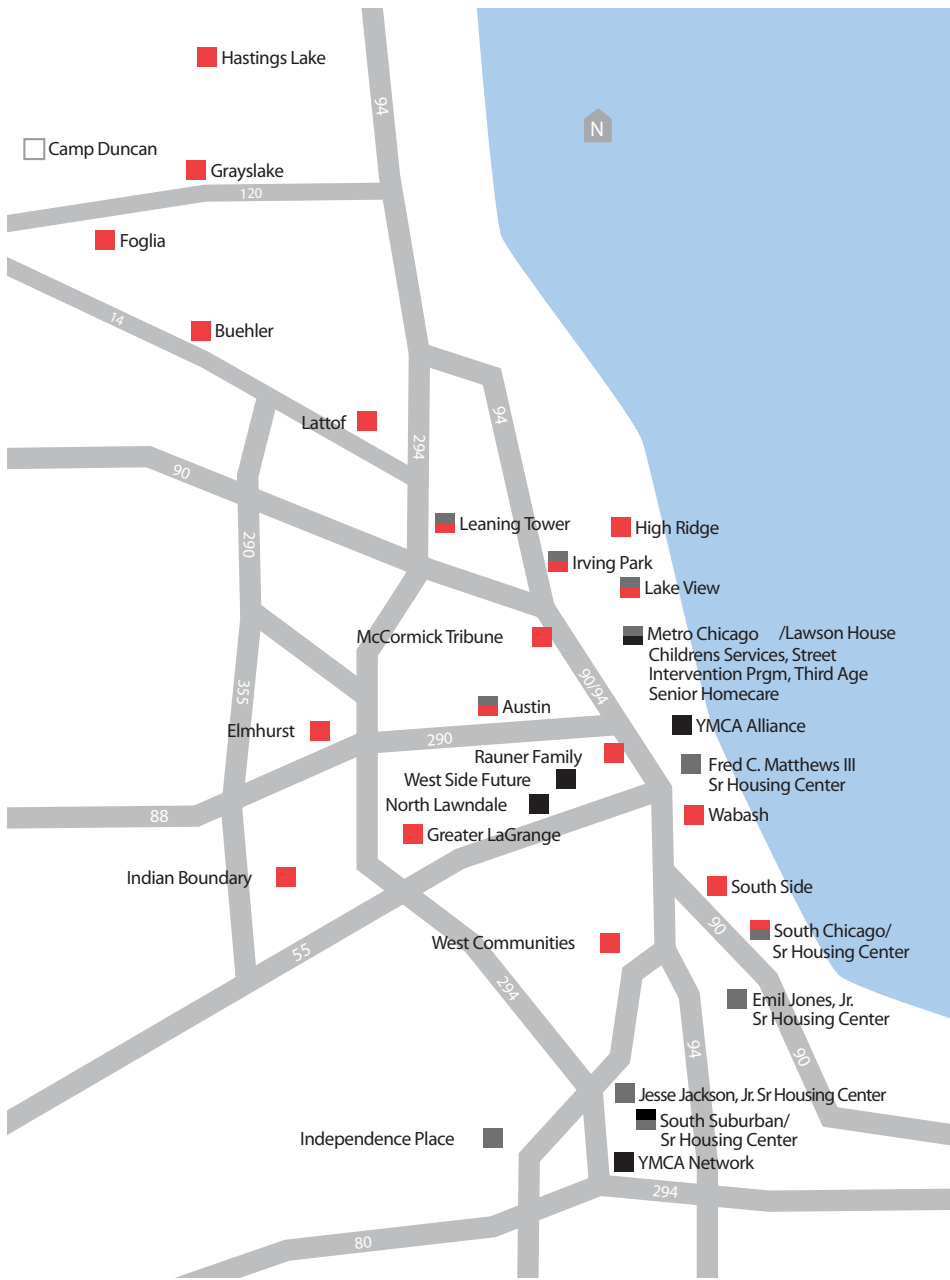 Hastings Lake
94
N
Camp Duncan
Grayslake
120
Foglia
14
Buehler
94
Lattof
294
90
Leaning Tower
High Ridge
290
Irving Park
Lake View
McCormick Tribune
Metro Chicago /Lawson House
Childrens Services, Street
Intervention Prgm, Third Age
Senior Homecare
90/94
355
Austin
Elmhurst
290
YMCA Alliance
Rauner Family
Fred C. Matthews III
Sr Housing Center
West Side Future
North Lawndale
88
Wabash
Greater LaGrange
Indian Boundary
South Side
90
South Chicago/
Sr Housing Center
West Communities
55
294
Emil Jones, Jr.
Sr Housing Center
94
90
Jesse Jackson, Jr. Sr Housing Center
South Suburban/
Sr Housing Center
Independence Place
YMCA Network
294
80